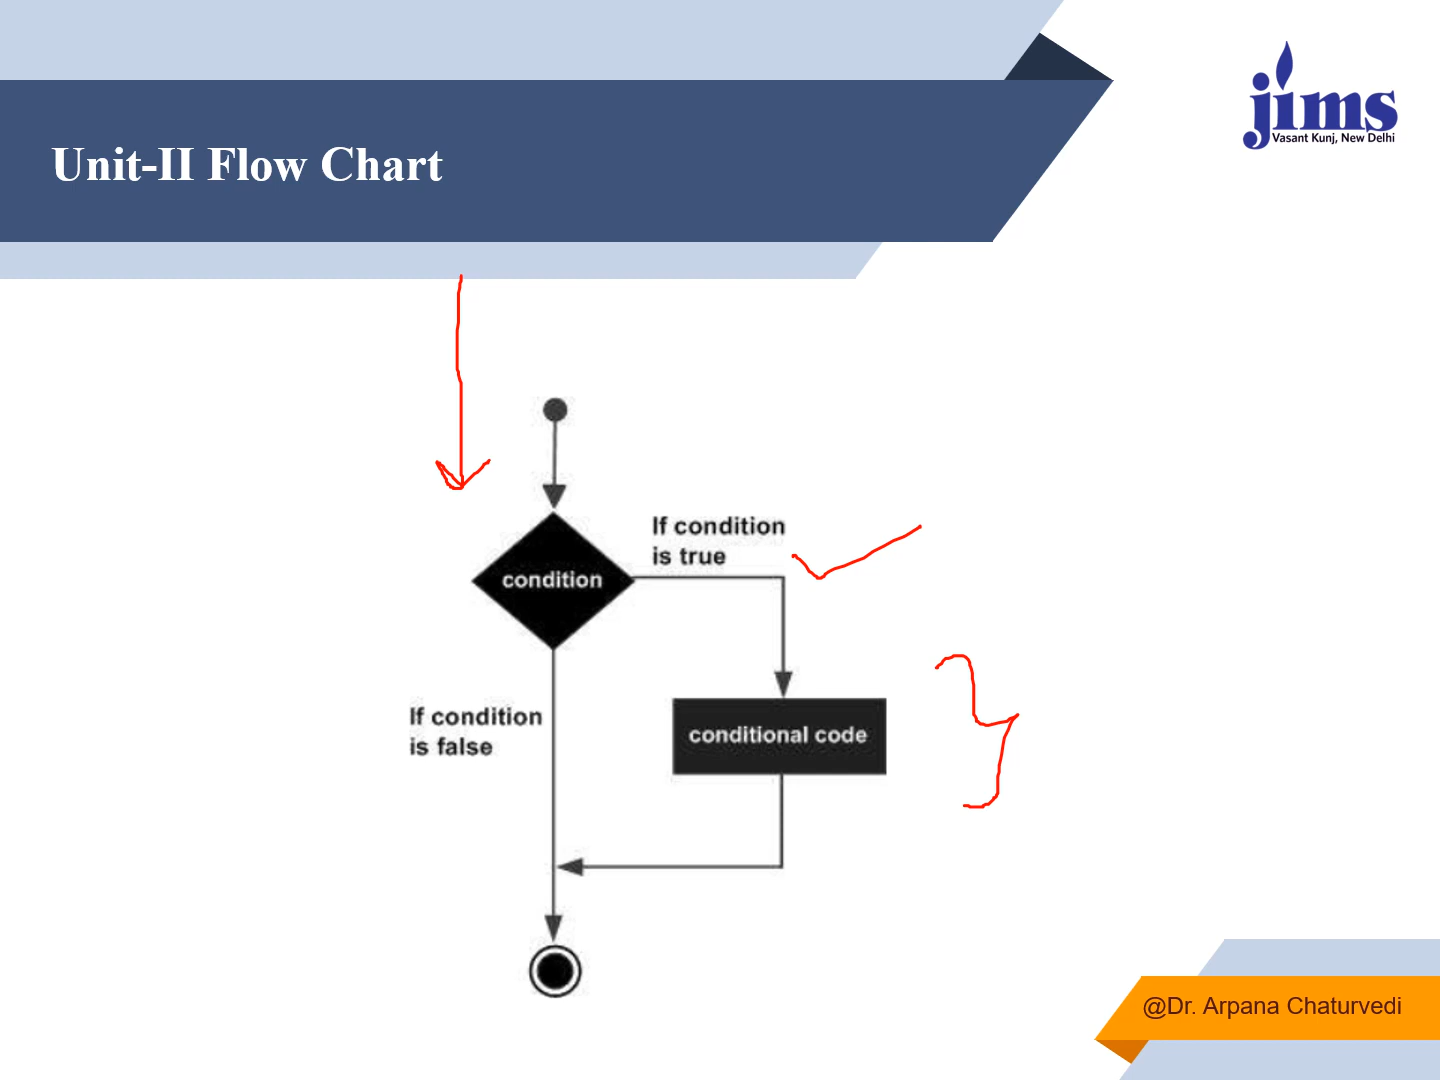 jims
Vasant Kunj, New Delhi
Unit-II Flow Chart
If condition
is true
condition
If condition
is false
conditional code
@Dr. Arpana Chaturvedi